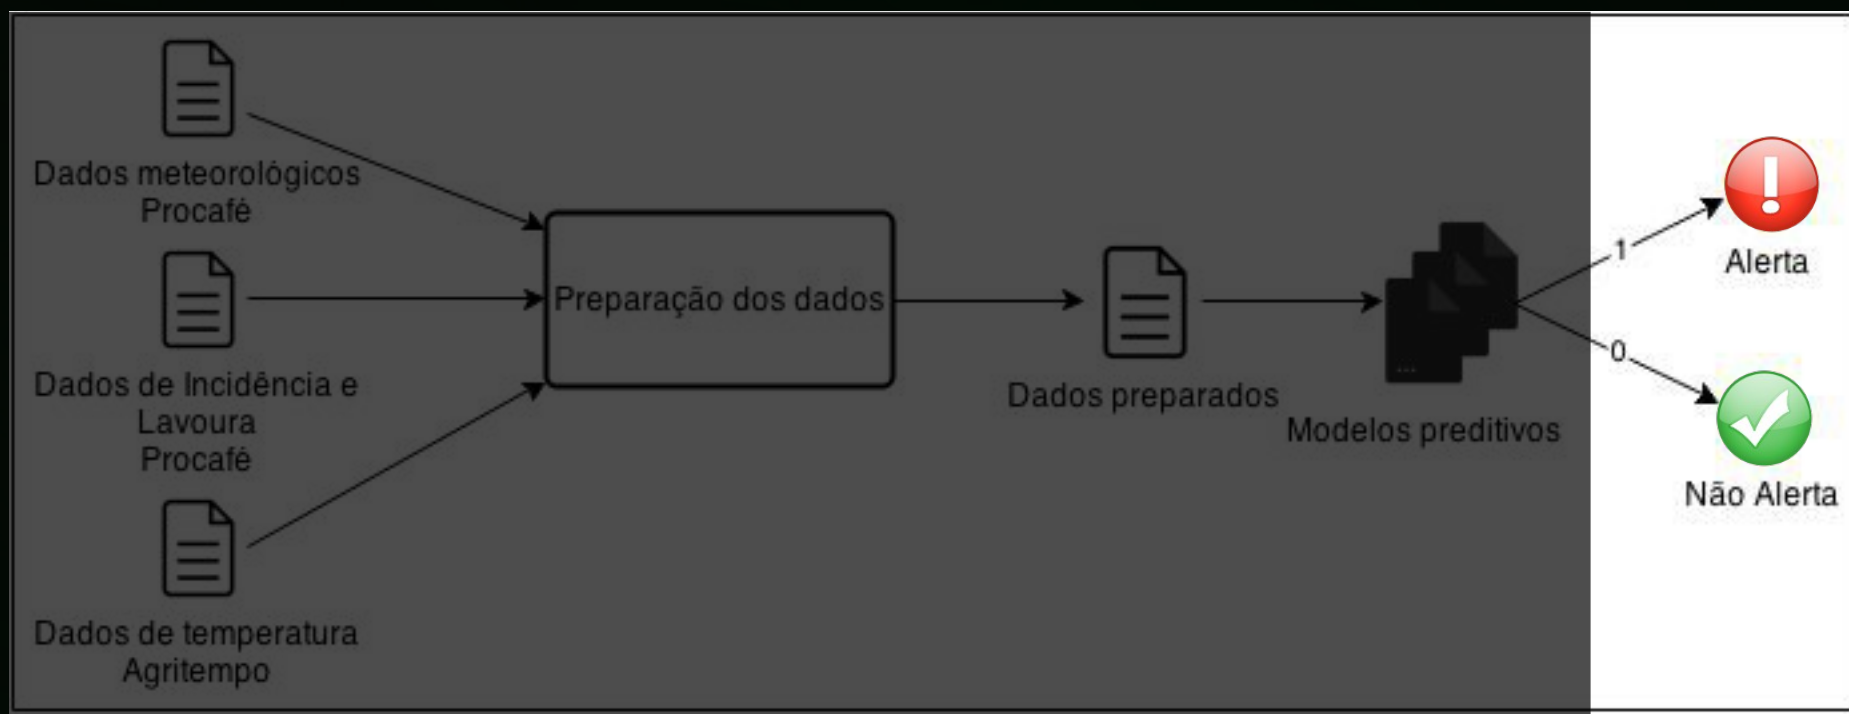 Dados meteorológicos
Procafé
Dados de Incidência e
Lavoura
Procafé
Dados de temperatura
Agritempo
Preparação dos dados
Dados preparados
...
Modelos preditivos
1
Alerta
0
Não Alerta